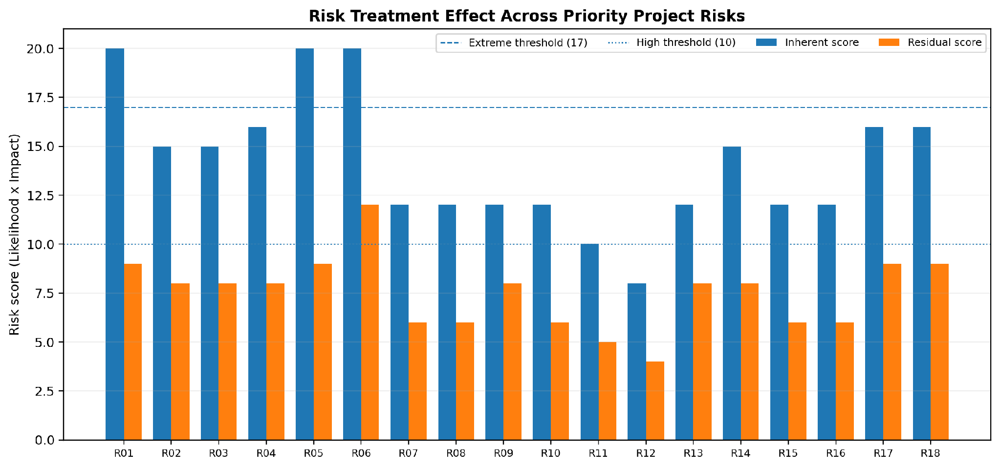 Risk Treatment Effect Across Priority Project Risks
Extreme threshold (17) High threshold (10) Inherent score Residual score
Risk score (Likelihood x Impact)
20.0
17.5
15.0
12.5
10.0
7.5
5.0
2.5
0.0
R01 R02 R03 R04 R05 R06 R07 R08 R09 R10 R11 R12 R13 R14 R15 R16 R17 R18